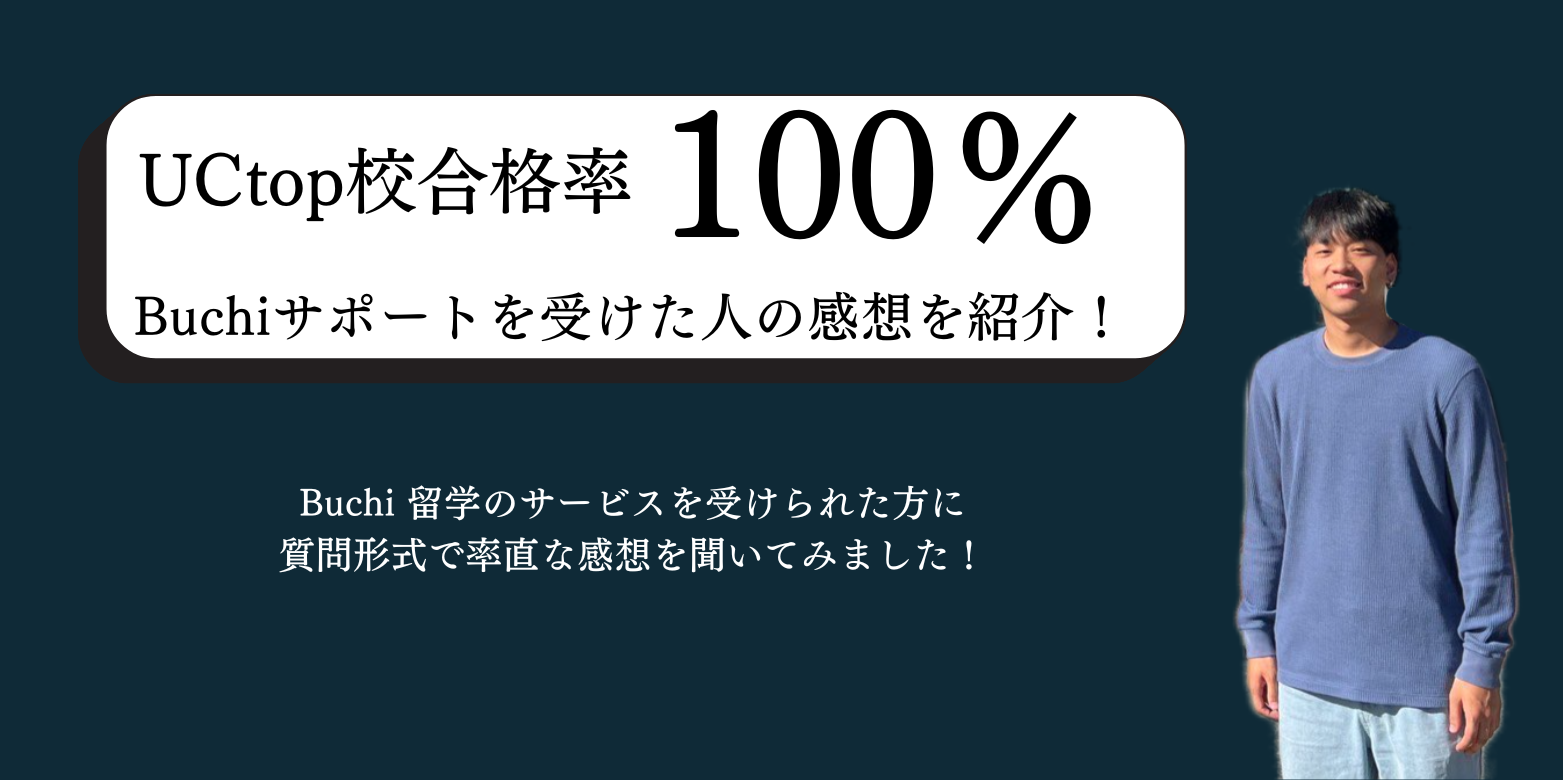 UCtop校合格率 100%
Buchiサポートを受けた人の感想を紹介！
Buchi 留学のサービスを受けられた方に
質問形式で率直な感想を聞いてみました！